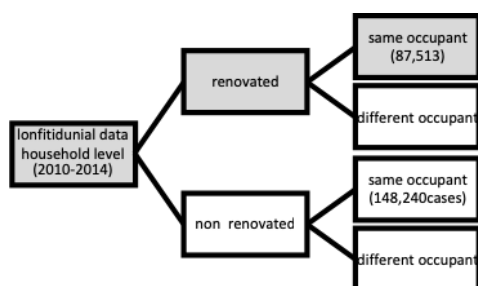 lonfitidunial data
household level
(2010-2014)
renovated
non renovated
same occupant
(87,513)
different occupant
same occupant
(148,240cases)
different occupant